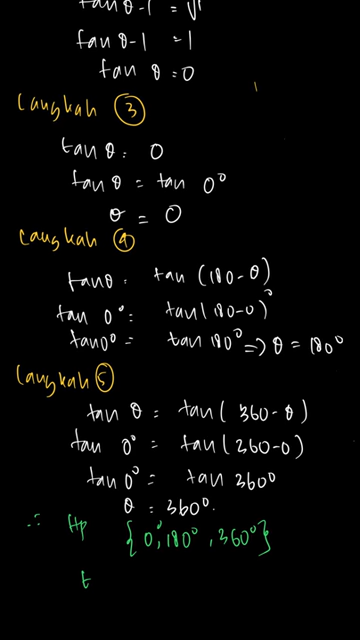 tan θ-1 = √1
tan θ-1 = 1
tan θ = 0
Langkah ③
tan θ = 0
tan θ = tan 0°
θ = 0
Langkah ④
tan θ = tan (180-θ)
tan 0° = tan (180-0)°
tan 0° = tan 180° => θ = 180°
Langkah ⑤
tan θ = tan (360-θ)
tan 0° = tan (360-0)
tan 0° = tan 360°
θ = 360°.
∴ Hp {0°, 180°, 360°}
t